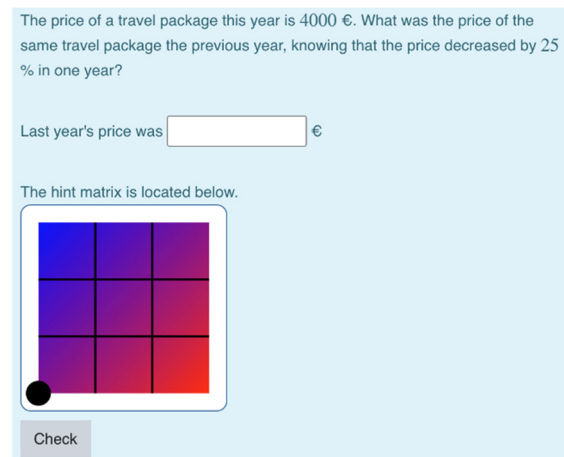 The price of a travel package this year is 4000 €. What was the price of the
same travel package the previous year, knowing that the price decreased by 25
% in one year?
Last year's price was €
The hint matrix is located below.
Check